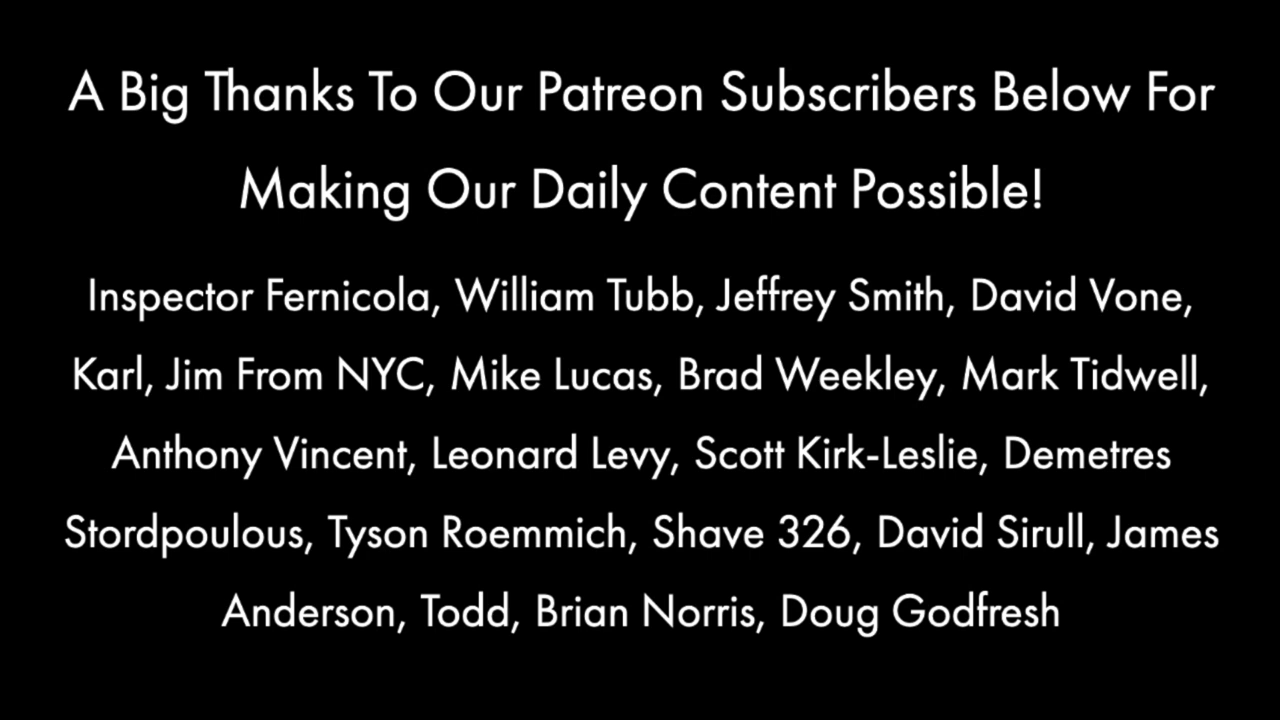 A Big Thanks To Our Patreon Subscribers Below For
Making Our Daily Content Possible!
Inspector Fernicola, William Tubb, Jeffrey Smith, David Vone,
Karl, Jim From NYC, Mike Lucas, Brad Weekley, Mark Tidwell,
Anthony Vincent, Leonard Levy, Scott Kirk-Leslie, Demetres
Stordpoulous, Tyson Roemmich, Shave 326, David Sirull, James
Anderson, Todd, Brian Norris, Doug Godfresh